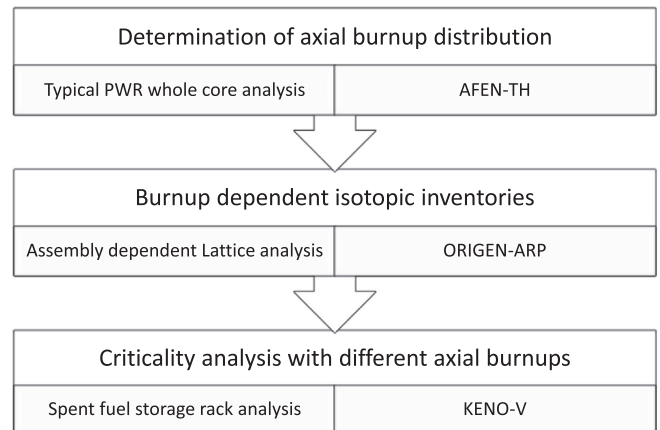 Determination of axial burnup distribution
Typical PWR whole core analysis
AFEN-TH
Burnup dependent isotopic inventories
Assembly dependent Lattice analysis
ORIGEN-ARP
Criticality analysis with different axial burnups
Spent fuel storage rack analysis
KENO-V